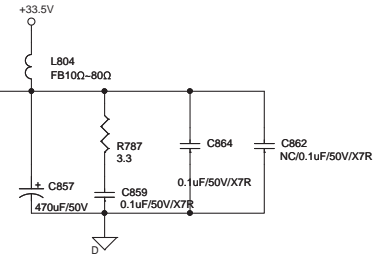 +33.5V
L804
FB10Ω~80Ω
R787
3.3
C864
C862
NC/0.1uF/50V/X7R
0.1uF/50V/X7R
+
C857
470uF/50V
C859
0.1uF/50V/X7R
D